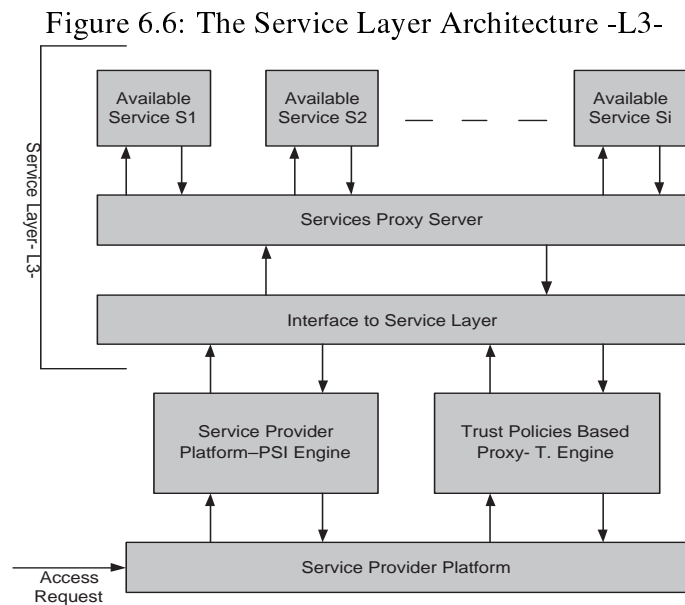 Figure 6.6: The Service Layer Architecture -L3-
Available
Service S1
Available
Service S2
Available
Service Si
Service Layer- L3-
Services Proxy Server
Interface to Service Layer
Service Provider
Platform–PSI Engine
Trust Policies Based
Proxy- T. Engine
Service Provider Platform
Access
Request